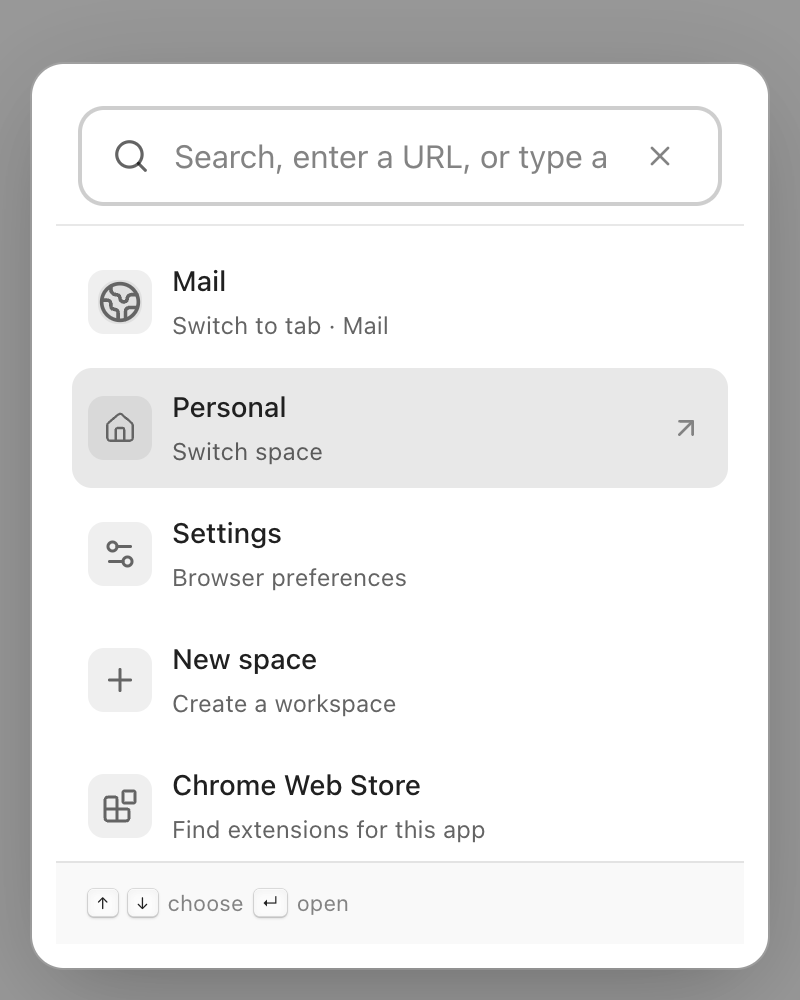 Search, enter a URL, or type a
Mail
Switch to tab · Mail
Personal
Switch space
Settings
Browser preferences
New space
Create a workspace
Chrome Web Store
Find extensions for this app
↑ ↓ choose ↵ open